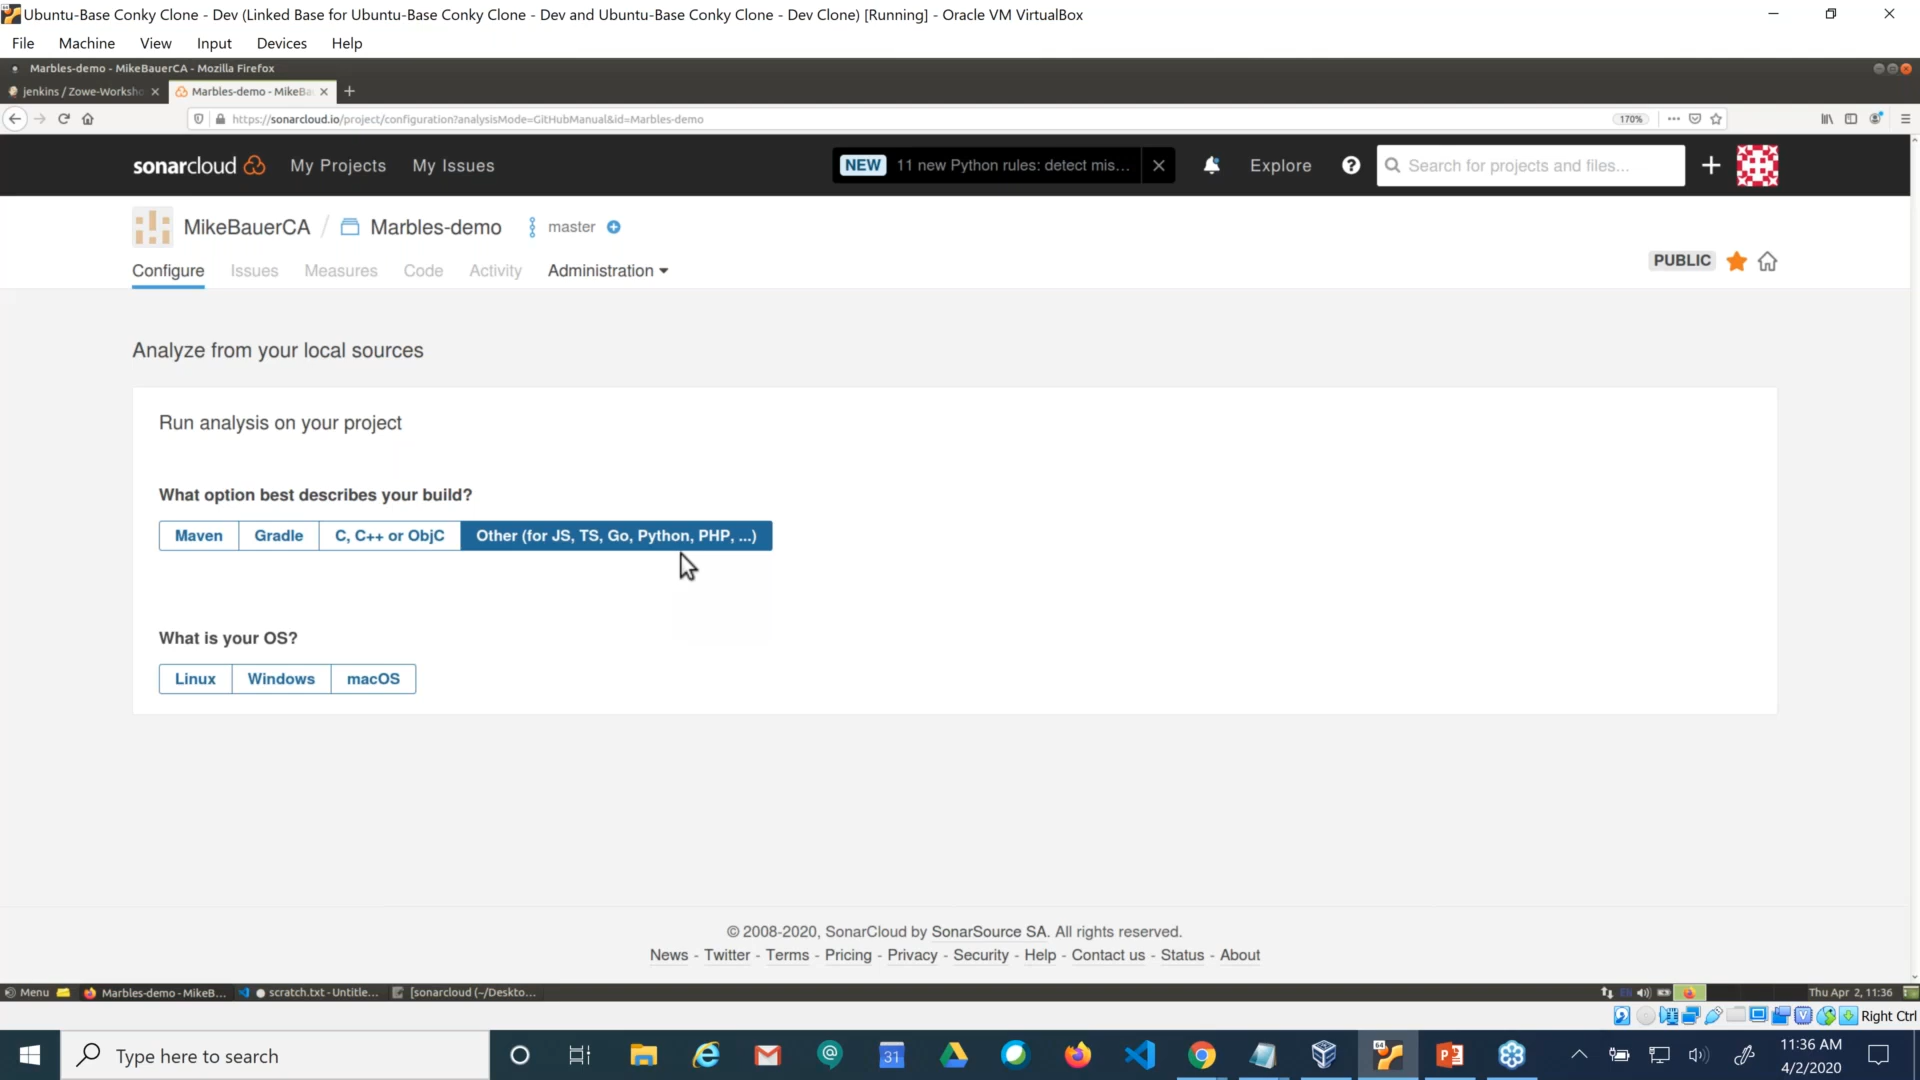 Ubuntu-Base Conky Clone - Dev (Linked Base for Ubuntu-Base Conky Clone - Dev and Ubuntu-Base Conky Clone - Dev Clone) [Running] - Oracle VM VirtualBox
File Machine View Input Devices Help
Marbles-demo - MikeBauerCA - Mozilla Firefox
jenkins / Zowe-Worksho Marbles-demo - MikeBa
https://sonarcloud.io/project/configuration?analysisMode=GitHubManual&id=Marbles-demo 170%
sonarcloud My Projects My Issues NEW 11 new Python rules: detect mis... Explore Search for projects and files...
MikeBauerCA / Marbles-demo master
Configure Issues Measures Code Activity Administration PUBLIC
Analyze from your local sources
Run analysis on your project
What option best describes your build?
Maven Gradle C, C++ or ObjC Other (for JS, TS, Go, Python, PHP, ...)
What is your OS?
Linux Windows macOS
© 2008-2020, SonarCloud by SonarSource SA. All rights reserved.
News - Twitter - Terms - Pricing - Privacy - Security - Help - Contact us - Status - About
Menu Marbles-demo - MikeB... scratch.txt - Untitle... [sonarcloud (~/Deskto... Thu Apr 2, 11:36
Right Ctrl
Type here to search 31 64 11:36 AM
4/2/2020